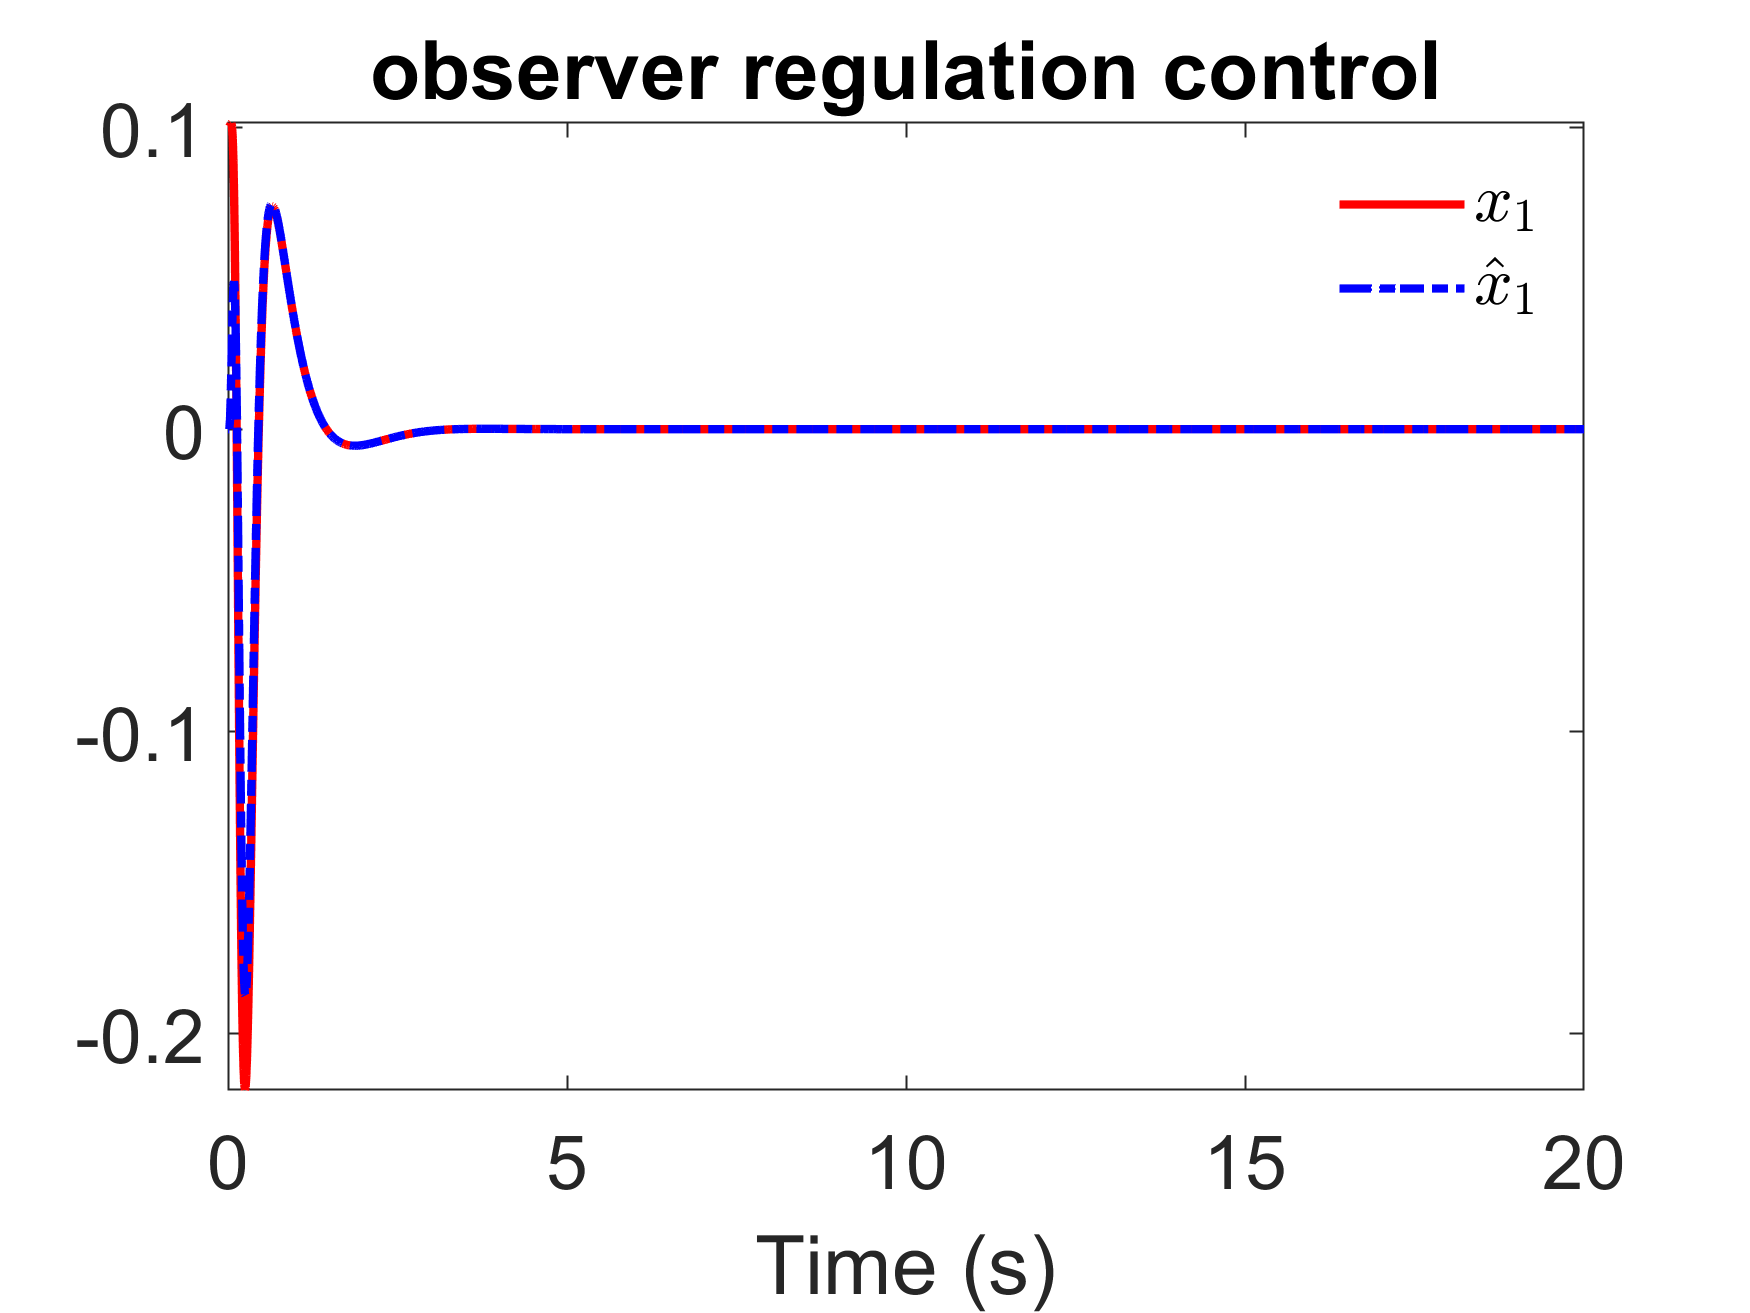 observer regulation control
0.1
0
-0.1
-0.2
x₁
x̂₁
0 5 10 15 20
Time (s)